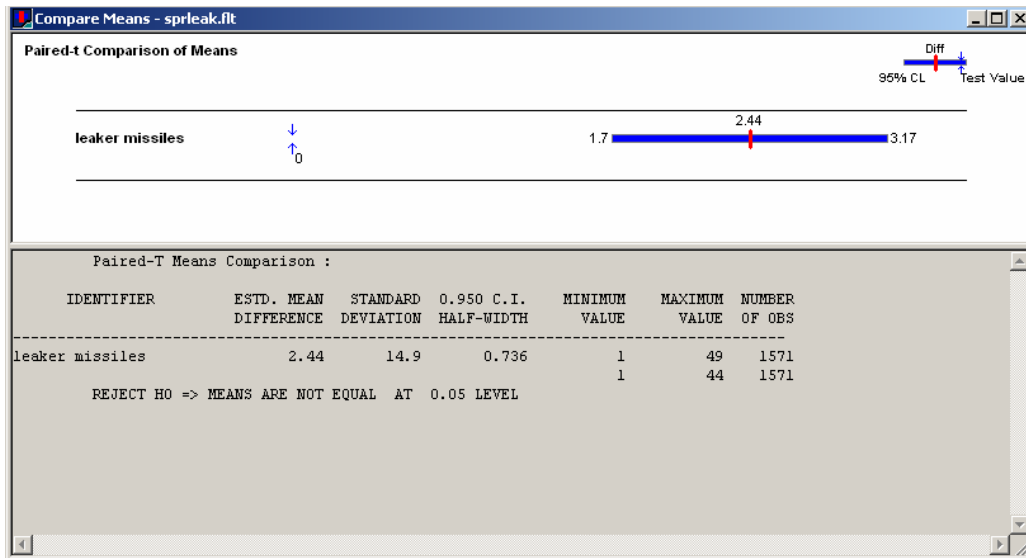 Compare Means - sprleak.flt
Paired-t Comparison of Means
Diff
95% CL
Test Value
leaker missiles
0
1.7
2.44
3.17
Paired-T Means Comparison :
IDENTIFIER ESTD. MEAN STANDARD 0.950 C.I. MINIMUM MAXIMUM NUMBER
DIFFERENCE DEVIATION HALF-WIDTH VALUE VALUE OF OBS
leaker missiles 2.44 14.9 0.736 1 49 1571
1 44 1571
REJECT HO => MEANS ARE NOT EQUAL AT 0.05 LEVEL